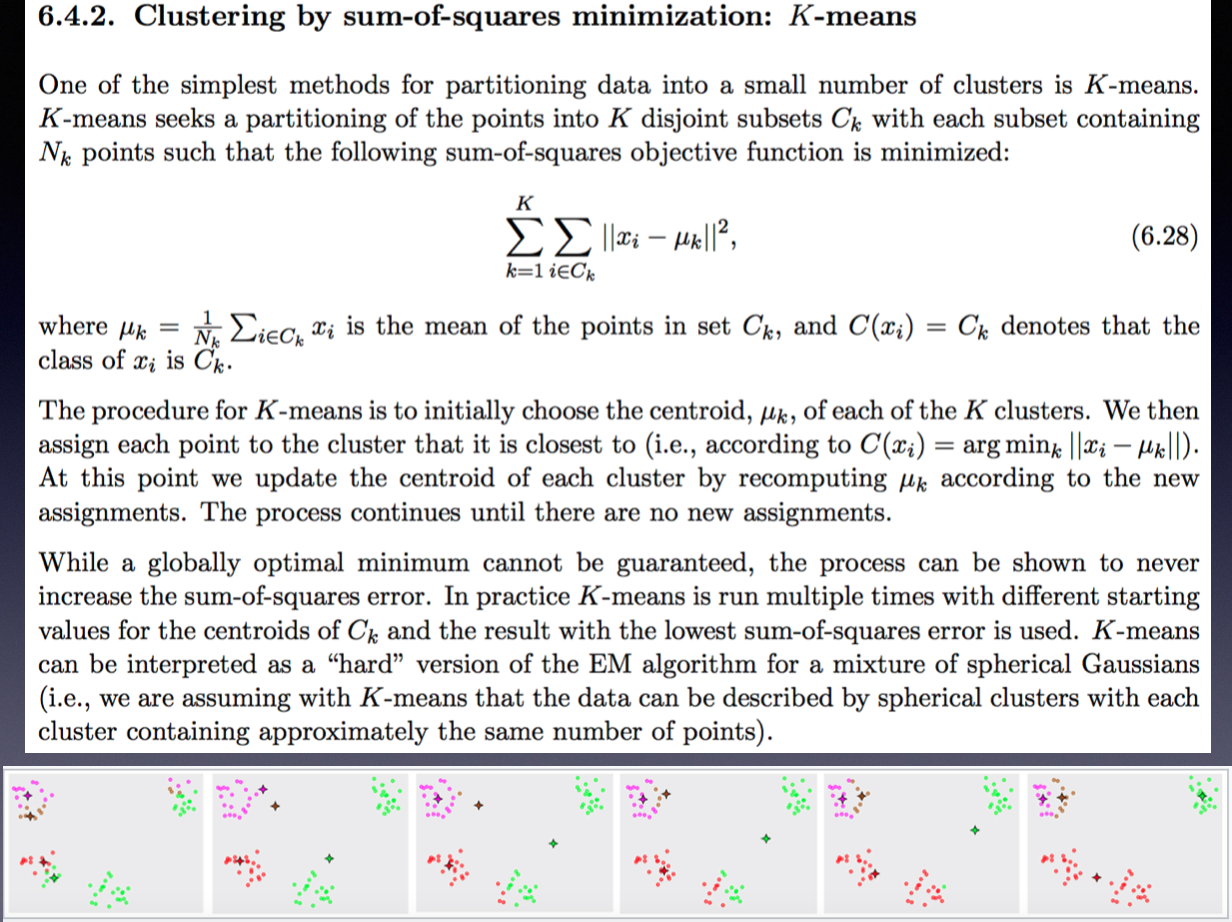 6.4.2. Clustering by sum-of-squares minimization: K-means
One of the simplest methods for partitioning data into a small number of clusters is K-means.
K-means seeks a partitioning of the points into K disjoint subsets C_k with each subset containing
N_k points such that the following sum-of-squares objective function is minimized:
\sum_{k=1}^{K} \sum_{i∈C_k} ||x_i − μ_k||^2, (6.28)
where μ_k = \frac{1}{N_k} \sum_{i∈C_k} x_i is the mean of the points in set C_k, and C(x_i) = C_k denotes that the
class of x_i is C_k.
The procedure for K-means is to initially choose the centroid, μ_k, of each of the K clusters. We then
assign each point to the cluster that it is closest to (i.e., according to C(x_i) = arg min_k ||x_i − μ_k||).
At this point we update the centroid of each cluster by recomputing μ_k according to the new
assignments. The process continues until there are no new assignments.
While a globally optimal minimum cannot be guaranteed, the process can be shown to never
increase the sum-of-squares error. In practice K-means is run multiple times with different starting
values for the centroids of C_k and the result with the lowest sum-of-squares error is used. K-means
can be interpreted as a “hard” version of the EM algorithm for a mixture of spherical Gaussians
(i.e., we are assuming with K-means that the data can be described by spherical clusters with each
cluster containing approximately the same number of points).